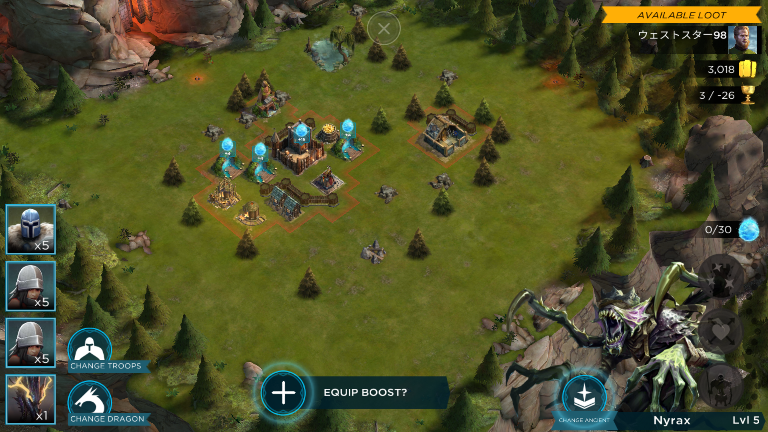 AVAILABLE LOOT
ウェストスター98
3,018
3 / -26
0/30
x5
x5
x5
x1
CHANGE TROOPS
CHANGE DRAGON
EQUIP BOOST?
CHANGE ANCIENT
Nyrax
Lvl 5